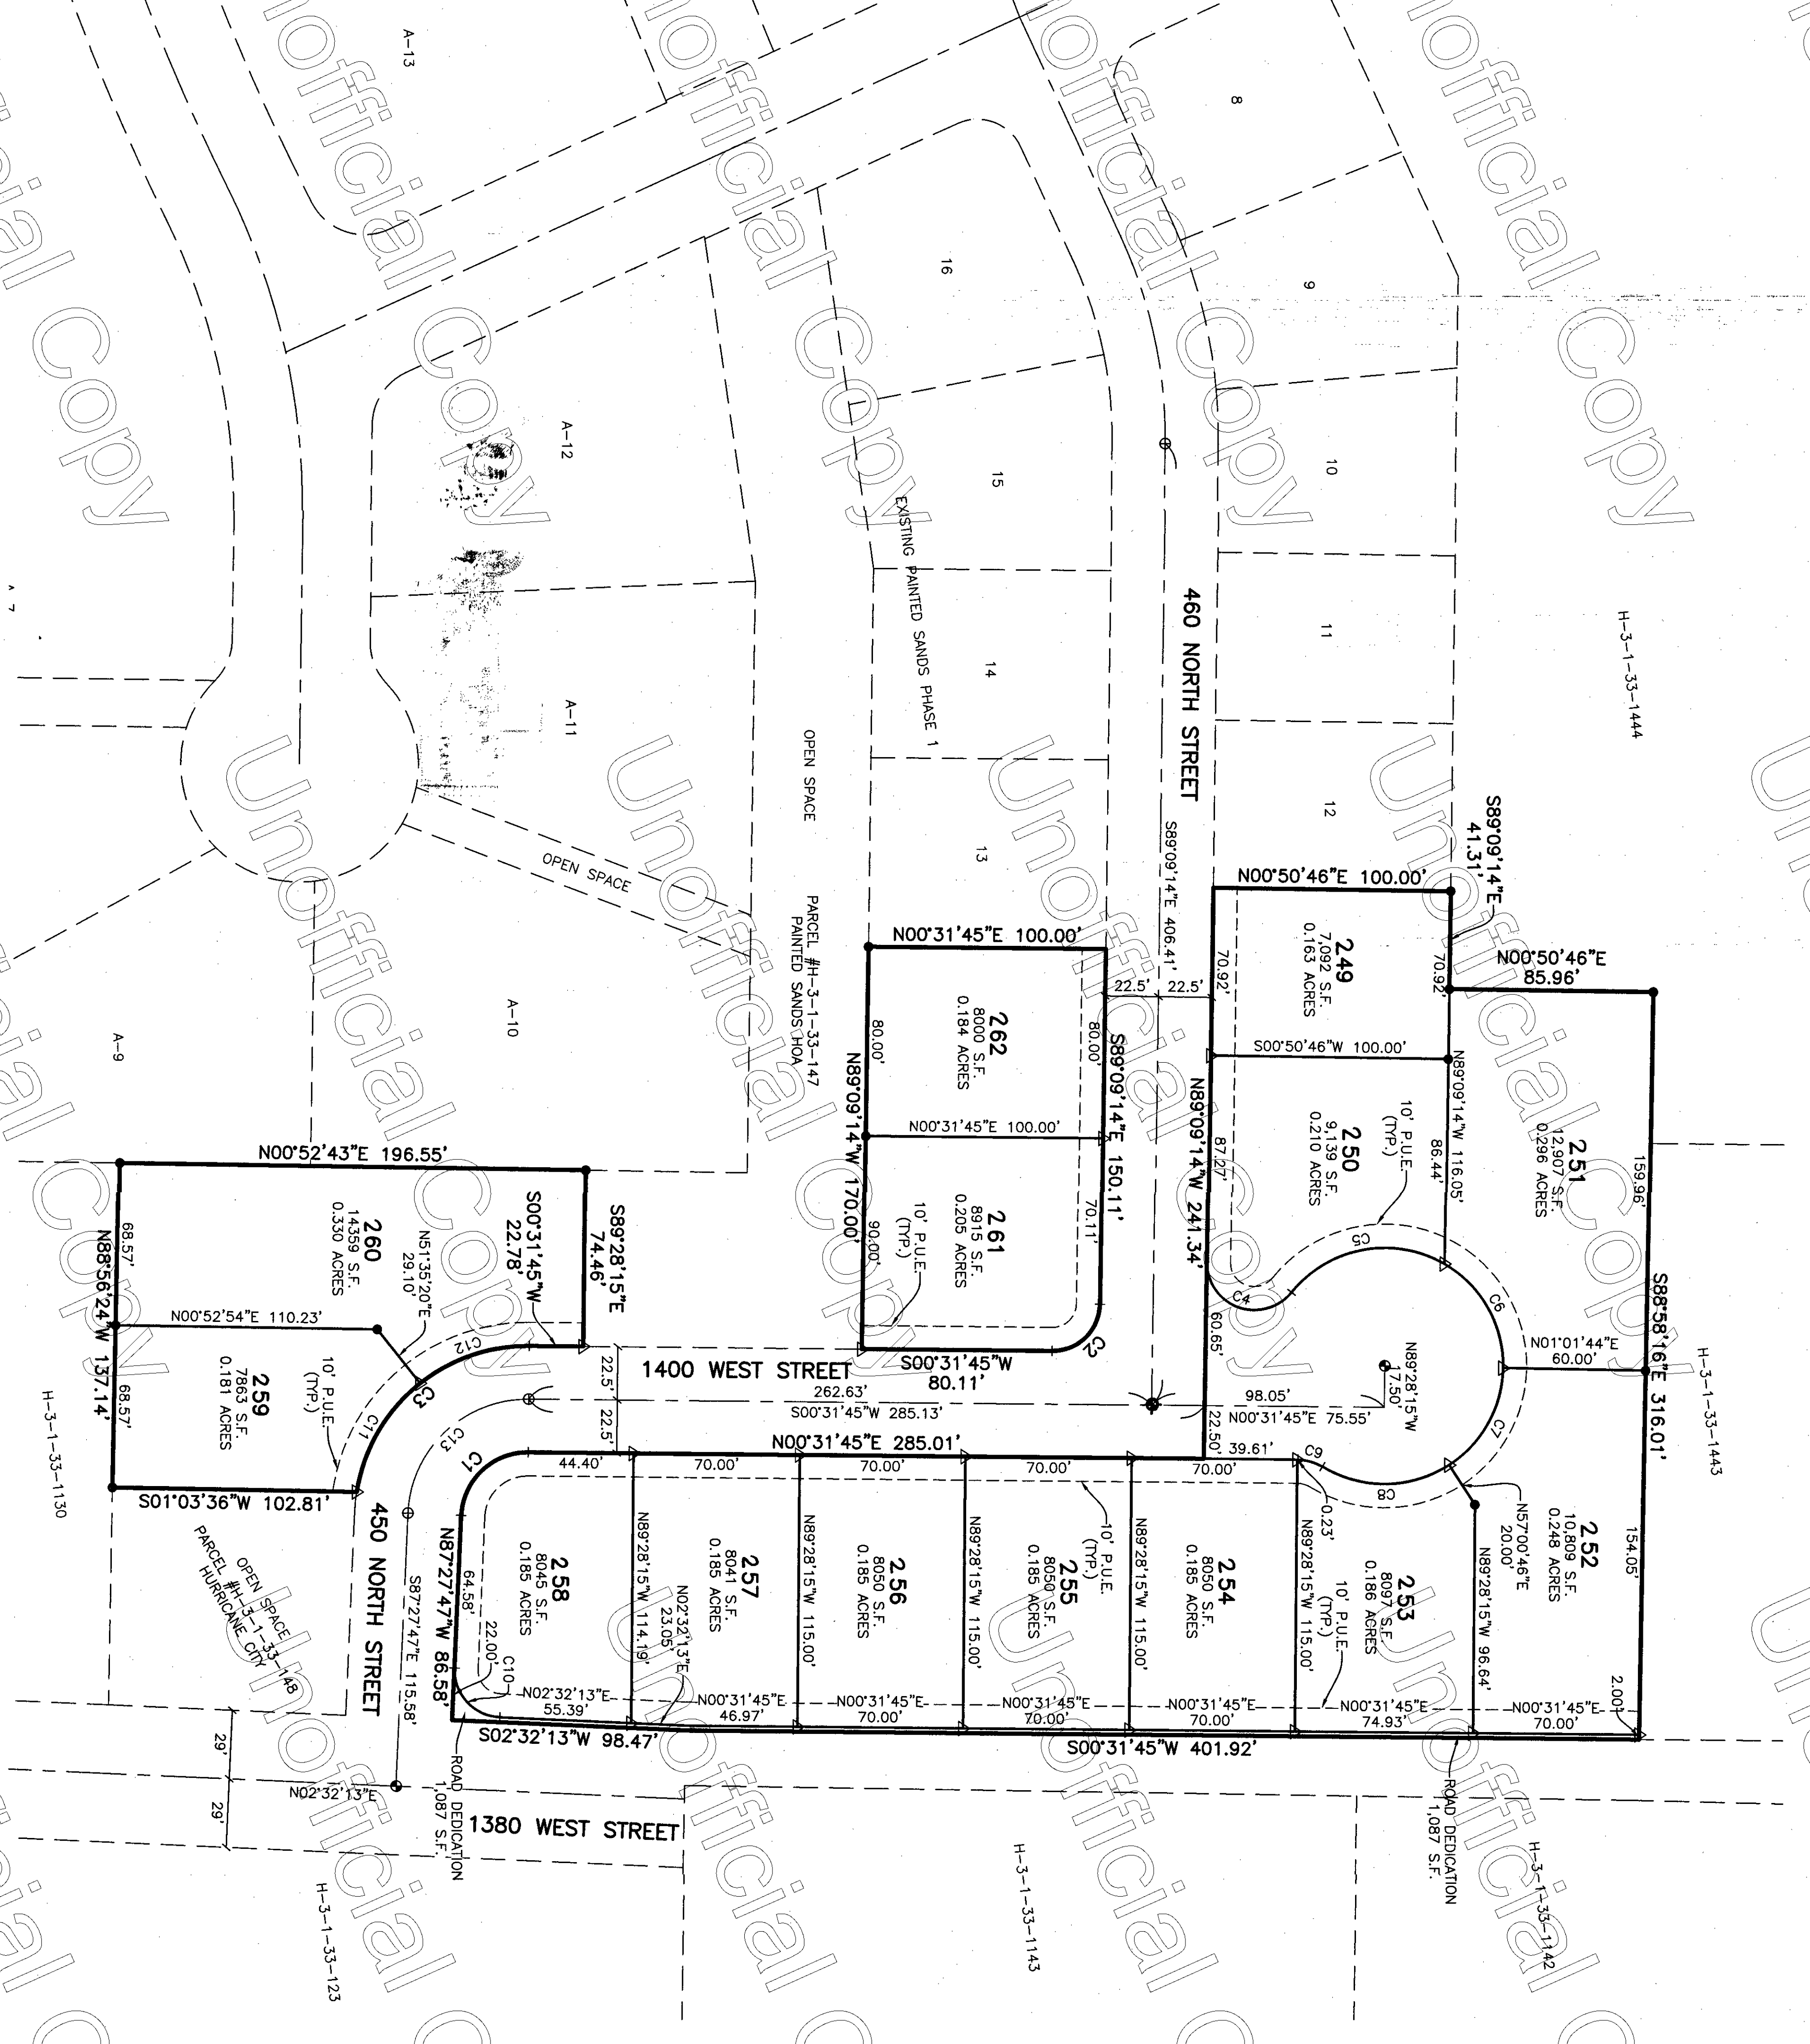 Unofficial Copy
Unofficial Copy
Unofficial Copy
Unofficial Copy
Unofficial Copy
A-13
8
16
9
A-12
15
10
11
14
A-11
12
13
A-10
A-9
EXISTING PAINTED SANDS PHASE 1
OPEN SPACE
OPEN SPACE
PARCEL #H-3-1-33-147
PAINTED SANDS HOA
H-3-1-33-1444
460 NORTH STREET
S89°09'14"E 406.41'
22.5'
22.5'
S89°09'14"E
41.31'
N00°50'46"E 100.00'
249
7,092 S.F.
0.163 ACRES
70.92'
70.92'
N00°50'46"E
85.96'
S00°50'46"W 100.00'
N89°09'14"W 116.05'
86.44'
250
9,139 S.F.
0.210 ACRES
10' P.U.E.
(TYP.)
N89°09'14"W 241.34'
87.27'
60.65'
C4
C5
C6
C7
C8
C9
251
12,907 S.F.
0.296 ACRES
159.96'
S88°58'16"E 316.01'
N01°01'44"E
60.00'
H-3-1-33-1443
N89°28'15"W
17.50'
98.05'
N00°31'45"E 75.55'
22.50'
39.61'
70.00'
N57°00'46"E
20.00'
252
10,809 S.F.
0.248 ACRES
154.05'
2.00'
N89°28'15"W 96.64'
0.23'
253
8097 S.F.
0.186 ACRES
10' P.U.E.
(TYP.)
N89°28'15"W 115.00'
254
8050 S.F.
0.185 ACRES
N89°28'15"W 115.00'
10' P.U.E.
(TYP.)
255
8050 S.F.
0.185 ACRES
N89°28'15"W 115.00'
256
8050 S.F.
0.185 ACRES
N89°28'15"W 115.00'
257
8041 S.F.
0.185 ACRES
N02°32'13"E
23.05'
N89°28'15"W 114.19'
258
8045 S.F.
0.185 ACRES
N00°31'45"E 285.01'
44.40'
70.00'
70.00'
70.00'
N00°31'45"E 100.00'
262
8000 S.F.
0.184 ACRES
80.00'
80.00'
S89°09'14"E 150.11'
N89°09'14"W 170.00'
N00°31'45"E 100.00'
261
8915 S.F.
0.205 ACRES
10' P.U.E.
(TYP.)
70.11'
90.00'
C2
S00°31'45"W
80.11'
1400 WEST STREET
262.63'
S00°31'45"W 285.13'
22.5'
22.5'
N00°52'43"E 196.55'
S89°28'15"E
74.46'
S00°31'45"W
22.78'
260
14359 S.F.
0.330 ACRES
N51°35'20"E
29.10'
C12
C3
C11
C13
C1
68.57'
N88°56'24"W 137.14'
68.57'
N00°52'54"E 110.23'
259
7863 S.F.
0.181 ACRES
10' P.U.E.
(TYP.)
S01°03'36"W 102.81'
H-3-1-33-1130
450 NORTH STREET
S87°27'47"E 115.58'
N87°27'47"W 86.58'
64.58'
22.00'
C10
OPEN SPACE
PARCEL #H-3-1-33-148
HURRICANE CITY
N02°32'13"E
55.39'
N00°31'45"E
46.97'
N00°31'45"E
70.00'
N00°31'45"E
70.00'
N00°31'45"E
70.00'
N00°31'45"E
74.93'
N00°31'45"E
70.00'
S02°32'13"W 98.47'
S00°31'45"W 401.92'
29'
29'
N02°32'13"E
ROAD DEDICATION
1,087 S.F.
ROAD DEDICATION
1,087 S.F.
1380 WEST STREET
H-3-1-33-123
H-3-1-33-1143
H-3-1-33-1142